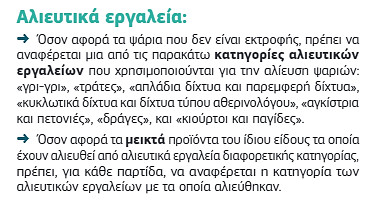 Αλιευτικά εργαλεία:
➔ Όσον αφορά τα ψάρια που δεν είναι εκτροφής, πρέπει να
αναφέρεται μια από τις παρακάτω κατηγορίες αλιευτικών
εργαλείων που χρησιμοποιούνται για την αλίευση ψαριών:
«γρι-γρι», «τράτες», «απλάδια δίχτυα και παρεμφερή δίχτυα»,
«κυκλωτικά δίχτυα και δίχτυα τύπου αθερινολόγου», «αγκίστρια
και πετονιές», «δράγες», και «κιούρτοι και παγίδες».
➔ Όσον αφορά τα μεικτά προϊόντα του ίδιου είδους τα οποία
έχουν αλιευθεί από αλιευτικά εργαλεία διαφορετικής κατηγορίας,
πρέπει, για κάθε παρτίδα, να αναφέρεται η κατηγορία των
αλιευτικών εργαλείων με τα οποία αλιεύθηκαν.